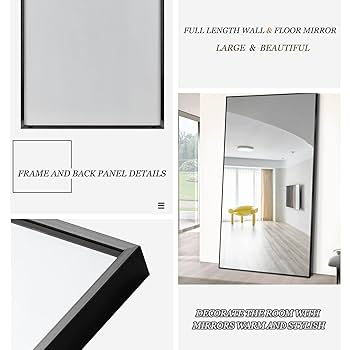 FULL LENGTH WALL & FLOOR MIRROR
LARGE & BEAUTIFUL
FRAME AND BACK PANEL DETAILS
DECORATE THE ROOM WITH
MIRRORS WARM AND STYLISH